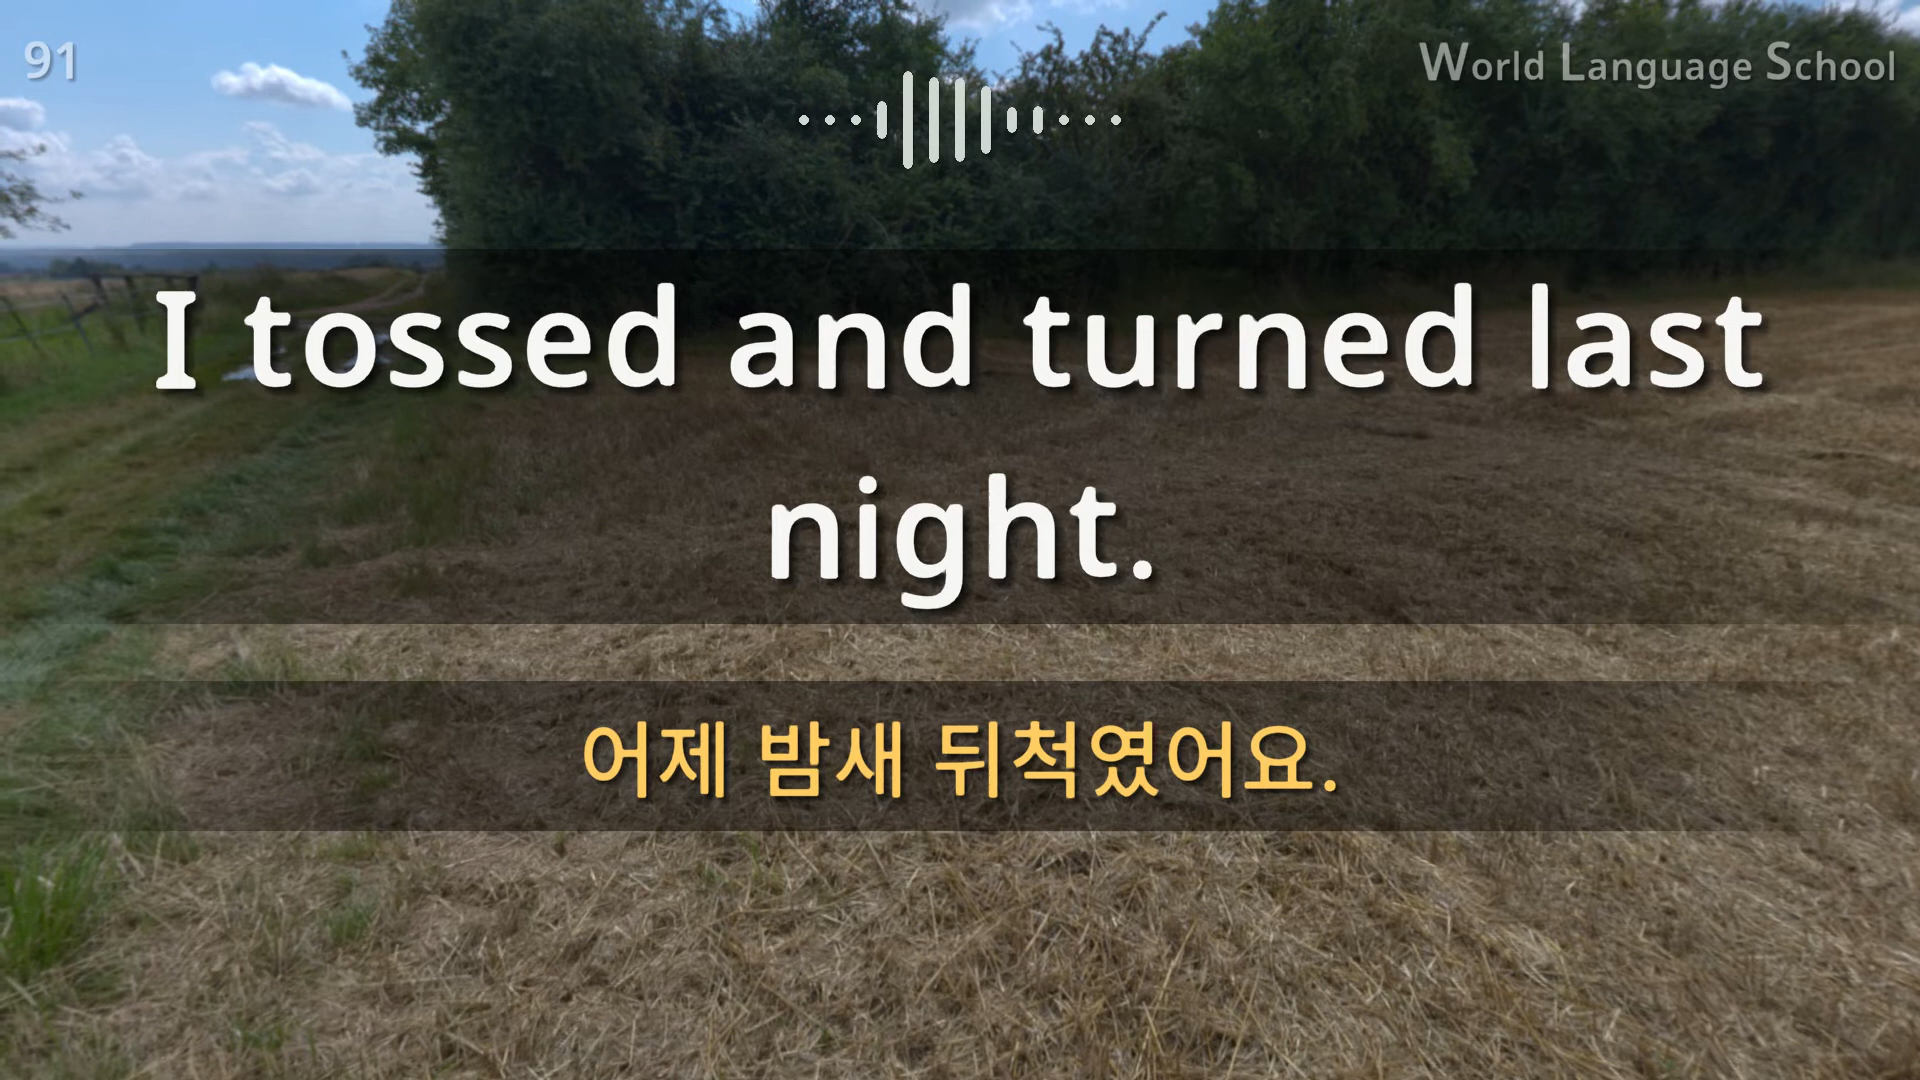 91
World Language School
I tossed and turned last
night.
어제 밤새 뒤척였어요.